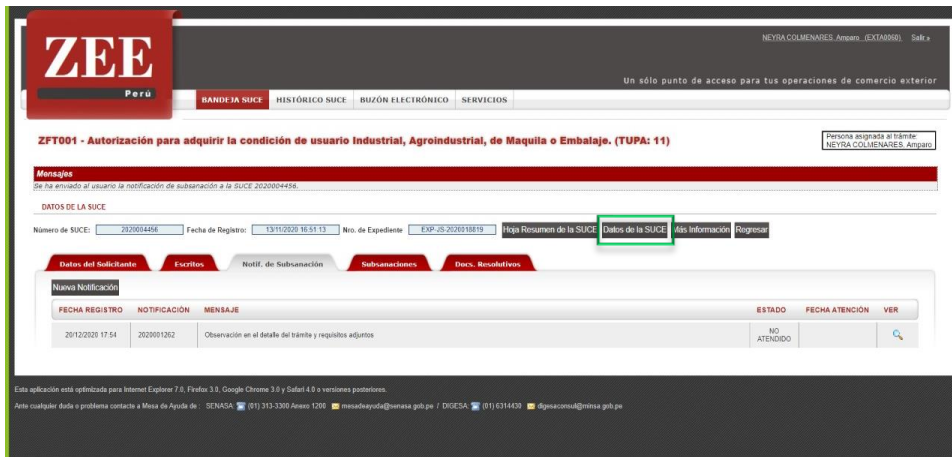 NEYRA COLMENARES, Amparo (EXTA0060) Salir »
ZEE
Perú
Un sólo punto de acceso para tus operaciones de comercio exterior
BANDEJA SUCE HISTÓRICO SUCE BUZÓN ELECTRÓNICO SERVICIOS
ZFT001 - Autorización para adquirir la condición de usuario Industrial, Agroindustrial, de Maquila o Embalaje. (TUPA: 11)
Persona asignada al trámite:
NEYRA COLMENARES, Amparo
Mensajes
Se ha enviado al usuario la notificación de subsanación a la SUCE 2020004456.
DATOS DE LA SUCE
Número de SUCE: 2020004456 Fecha de Registro: 13/11/2020 16:51:13 Nro. de Expediente EXP-JS-2020018819 Hoja Resumen de la SUCE Datos de la SUCE Más Información Regresar
Datos del Solicitante Escritos Notif. de Subsanación Subsanaciones Docs. Resolutivos
Nueva Notificación
FECHA REGISTRO NOTIFICACIÓN MENSAJE ESTADO FECHA ATENCIÓN VER
20/12/2020 17:54 2020001262 Observación en el detalle del trámite y requisitos adjuntos NO ATENDIDO
Esta aplicación está optimizada para Internet Explorer 7.0, Firefox 3.0, Google Chrome 3.0 y Safari 4.0 o versiones posteriores.
Ante cualquier duda o problema contacte a Mesa de Ayuda de : SENASA: (01) 313-3300 Anexo 1200 mesadeayuda@senasa.gob.pe / DIGESA: (01) 6314430 digesaconsul@minsa.gob.pe